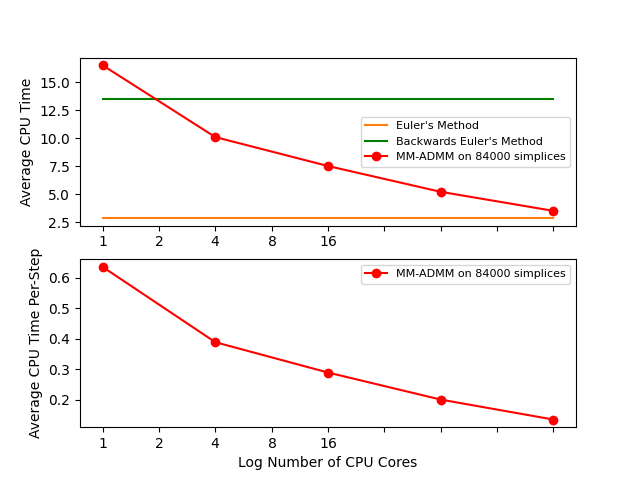 Average CPU Time
15.0
12.5
10.0
7.5
5.0
2.5
Euler's Method
Backwards Euler's Method
MM-ADMM on 84000 simplices
1 2 4 8 16
Average CPU Time Per-Step
0.6
0.5
0.4
0.3
0.2
MM-ADMM on 84000 simplices
1 2 4 8 16
Log Number of CPU Cores